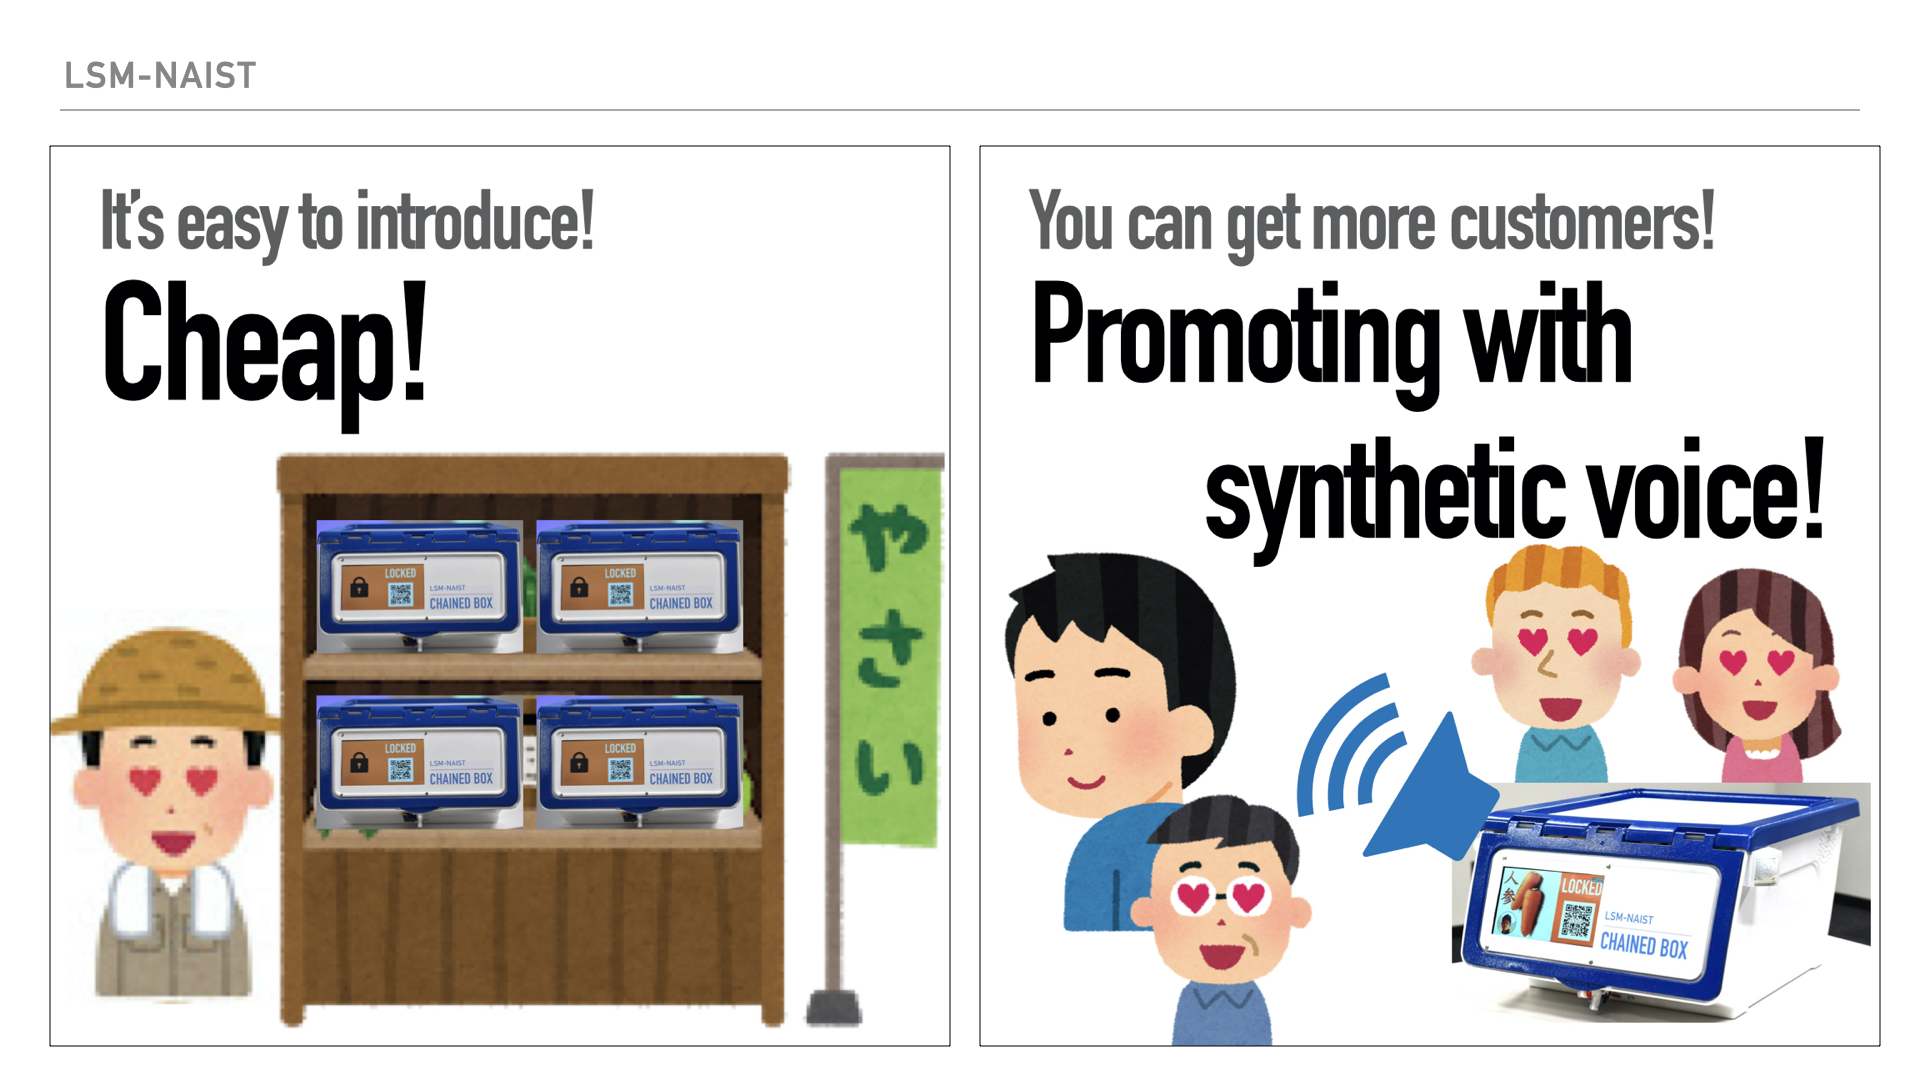 LSM-NAIST
It's easy to introduce!
Cheap!
LOCKED
LSM-NAIST
CHAINED BOX
LOCKED
LSM-NAIST
CHAINED BOX
LOCKED
LSM-NAIST
CHAINED BOX
LOCKED
LSM-NAIST
CHAINED BOX
やさい
You can get more customers!
Promoting with
synthetic voice!
人参
LOCKED
LSM-NAIST
CHAINED BOX